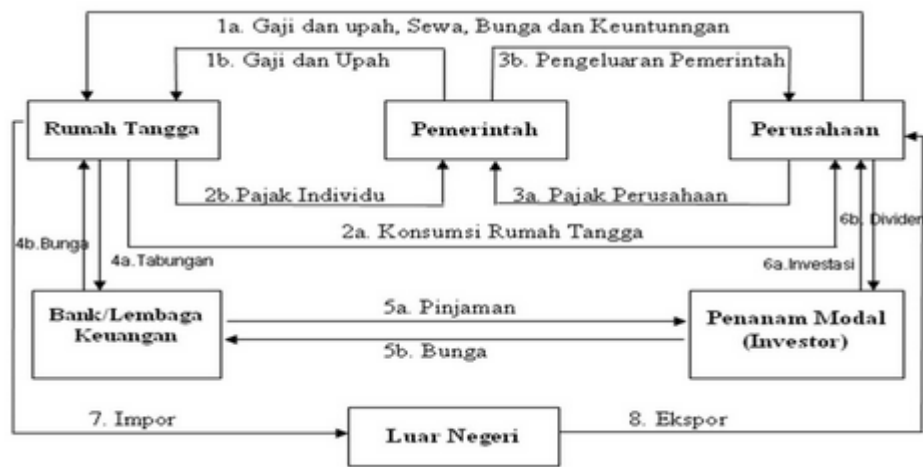 1a. Gaji dan upah, Sewa, Bunga dan Keuntunngan
1b. Gaji dan Upah
3b. Pengeluaran Pemerintah
Rumah Tangga
Pemerintah
Perusahaan
2b.Pajak Individu
3a. Pajak Perusahaan
2a. Konsumsi Rumah Tangga
4b.Bunga
4a.Tabungan
6b. Dividen
6a.Investasi
Bank/Lembaga
Keuangan
5a. Pinjaman
5b. Bunga
Penanam Modal
(Investor)
7. Impor
Luar Negeri
8. Ekspor